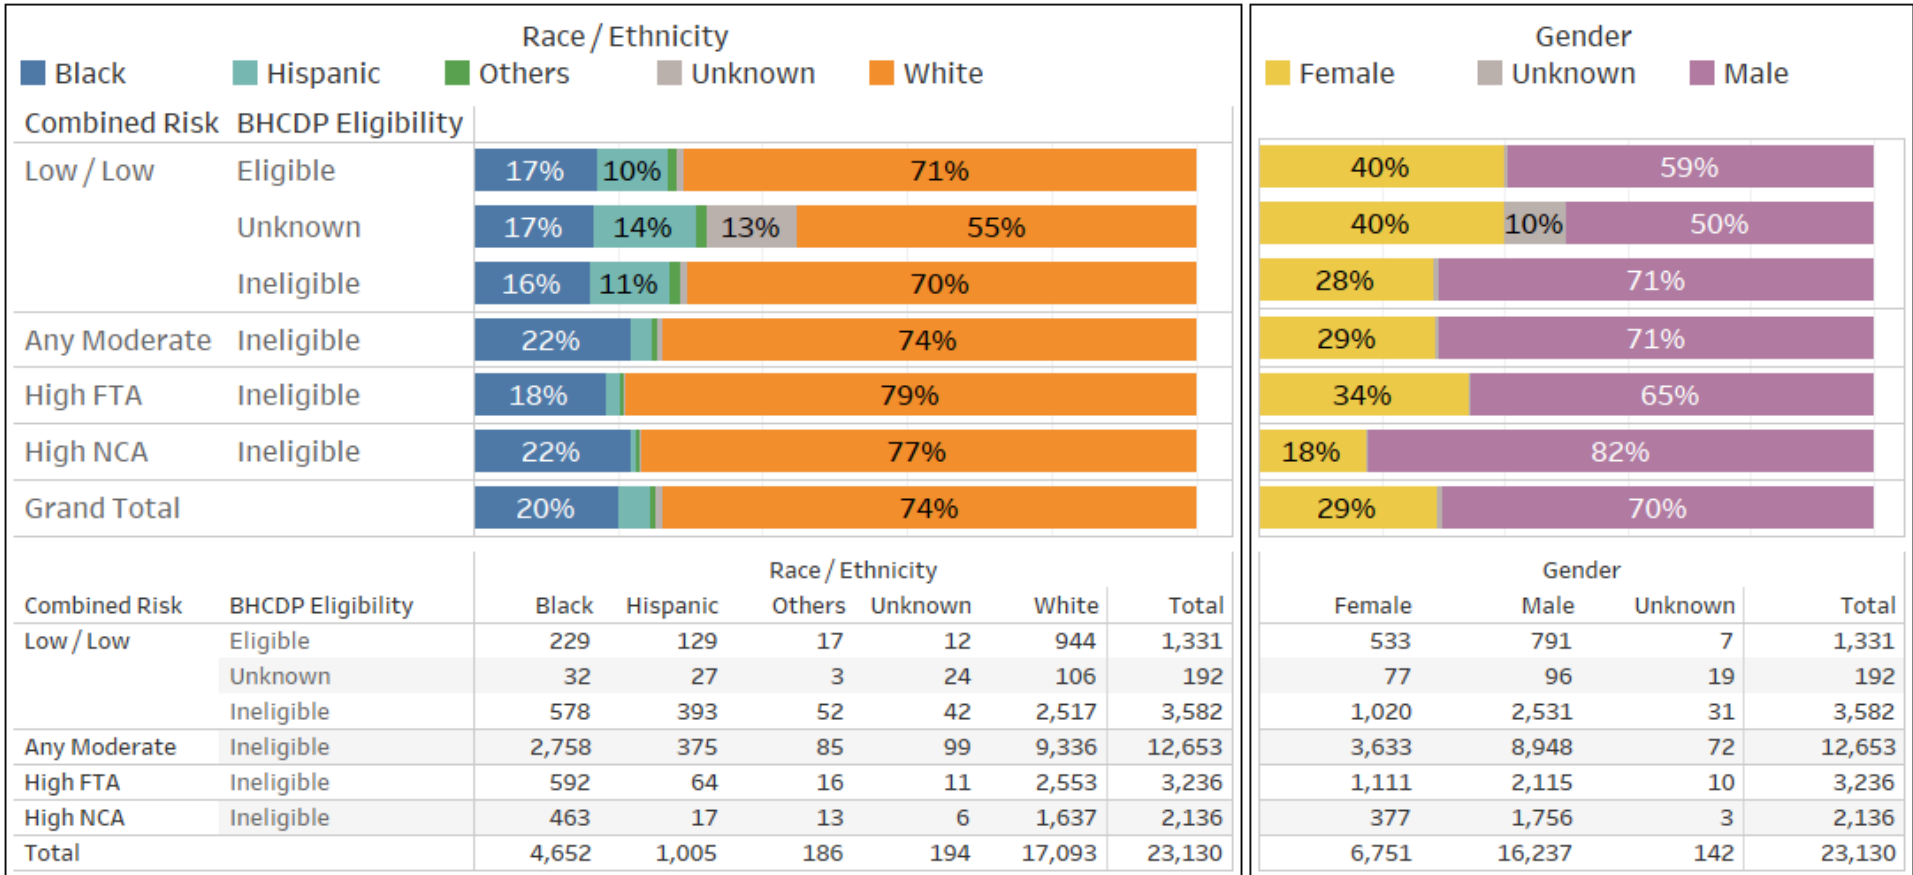 Race / Ethnicity
Black Hispanic Others Unknown White
Combined Risk BHCDP Eligibility
Low / Low Eligible 17% 10% 71%
Unknown 17% 14% 13% 55%
Ineligible 16% 11% 70%
Any Moderate Ineligible 22% 74%
High FTA Ineligible 18% 79%
High NCA Ineligible 22% 77%
Grand Total 20% 74%
Gender
Female Unknown Male
40% 59%
40% 10% 50%
28% 71%
29% 71%
34% 65%
18% 82%
29% 70%
Race / Ethnicity
Combined Risk BHCDP Eligibility Black Hispanic Others Unknown White Total
Low / Low Eligible 229 129 17 12 944 1,331
Unknown 32 27 3 24 106 192
Ineligible 578 393 52 42 2,517 3,582
Any Moderate Ineligible 2,758 375 85 99 9,336 12,653
High FTA Ineligible 592 64 16 11 2,553 3,236
High NCA Ineligible 463 17 13 6 1,637 2,136
Total 4,652 1,005 186 194 17,093 23,130
Gender
Female Male Unknown Total
533 791 7 1,331
77 96 19 192
1,020 2,531 31 3,582
3,633 8,948 72 12,653
1,111 2,115 10 3,236
377 1,756 3 2,136
6,751 16,237 142 23,130